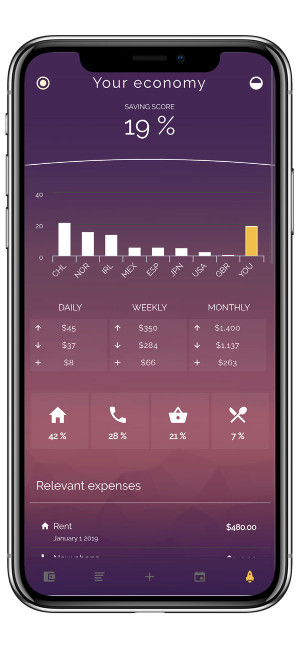 Your economy
SAVING SCORE
19 %
40
20
0
CHL NOR IRL MEX ESP JPN USA GBR YOU
DAILY WEEKLY MONTHLY
↑ $45 ↑ $350 ↑ $1,400
↓ $37 ↓ $284 ↓ $1,137
+ $8 + $66 + $263
42 % 28 % 21 % 7 %
Relevant expenses
Rent $480.00
January 1 2019